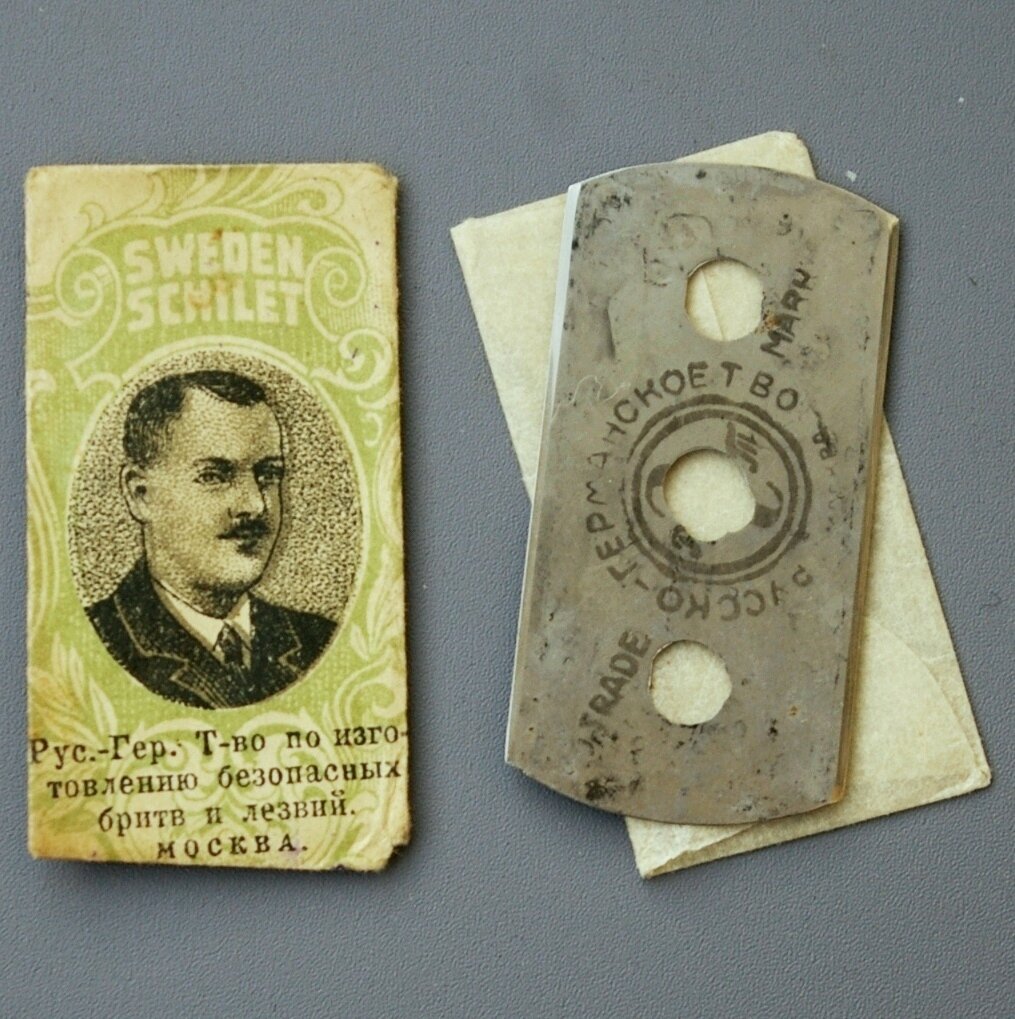 SWEDEN
SCHILET
Рус.-Гер. Т-во по изго-
товлению безопасных
бритв и лезвий.
МОСКВА.
ГЕРМАНСКОЕ Т ВО
TRADE
MARK